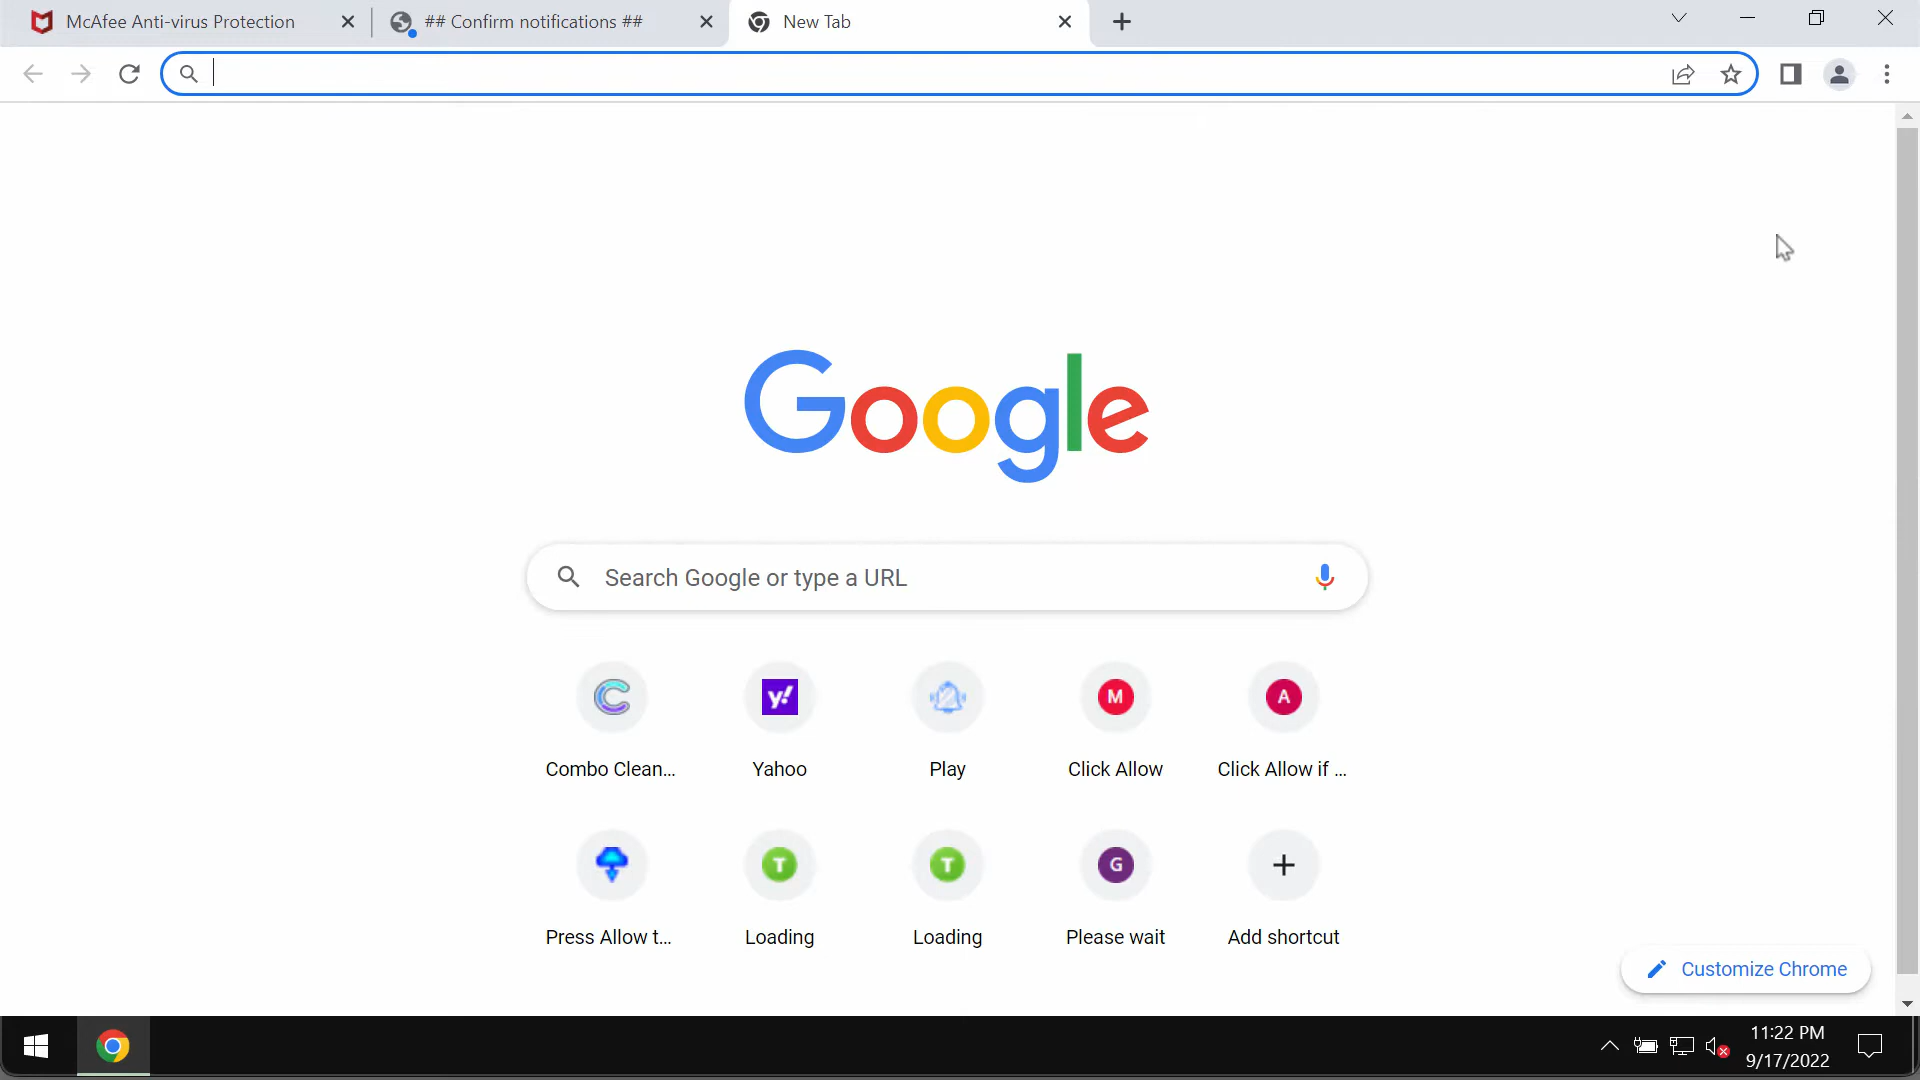 McAfee Anti-virus Protection
## Confirm notifications ##
New Tab
Google
Search Google or type a URL
Combo Clean...
Yahoo
Play
Click Allow
Click Allow if ...
Press Allow t...
Loading
Loading
Please wait
Add shortcut
Customize Chrome
11:22 PM
9/17/2022
y!
M
A
T
T
G